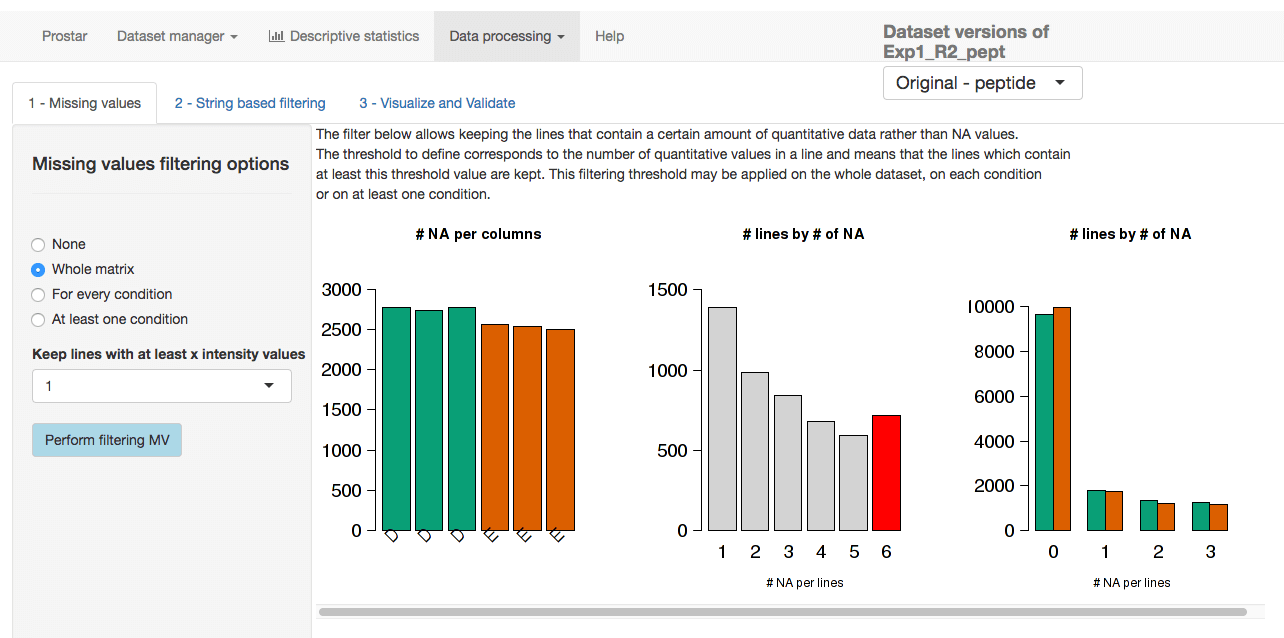 Prostar Dataset manager Descriptive statistics Data processing Help
Dataset versions of
Exp1_R2_pept
Original - peptide
1 - Missing values 2 - String based filtering 3 - Visualize and Validate
Missing values filtering options
None
Whole matrix
For every condition
At least one condition
Keep lines with at least x intensity values
1
Perform filtering MV
The filter below allows keeping the lines that contain a certain amount of quantitative data rather than NA values.
The threshold to define corresponds to the number of quantitative values in a line and means that the lines which contain
at least this threshold value are kept. This filtering threshold may be applied on the whole dataset, on each condition
or on at least one condition.
# NA per columns
3000
2500
2000
1500
1000
500
0
D D D E E E
# lines by # of NA
1500
1000
500
0
1 2 3 4 5 6
# NA per lines
# lines by # of NA
10000
8000
6000
4000
2000
0
0 1 2 3
# NA per lines